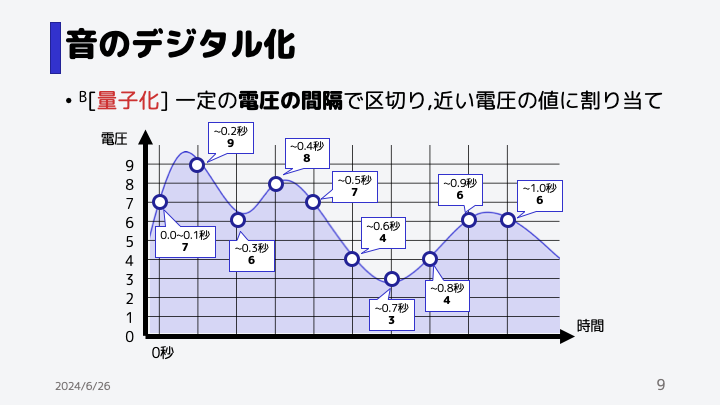 音のデジタル化
• B[量子化] 一定の電圧の間隔で区切り,近い電圧の値に割り当て
電圧
~0.2秒
9
~0.4秒
8
~0.5秒
7
~0.9秒
6
~1.0秒
6
~0.6秒
4
0.0~0.1秒
7
~0.3秒
6
~0.8秒
4
~0.7秒
3
9
8
7
6
5
4
3
2
1
0
時間
0秒
2024/6/26
9